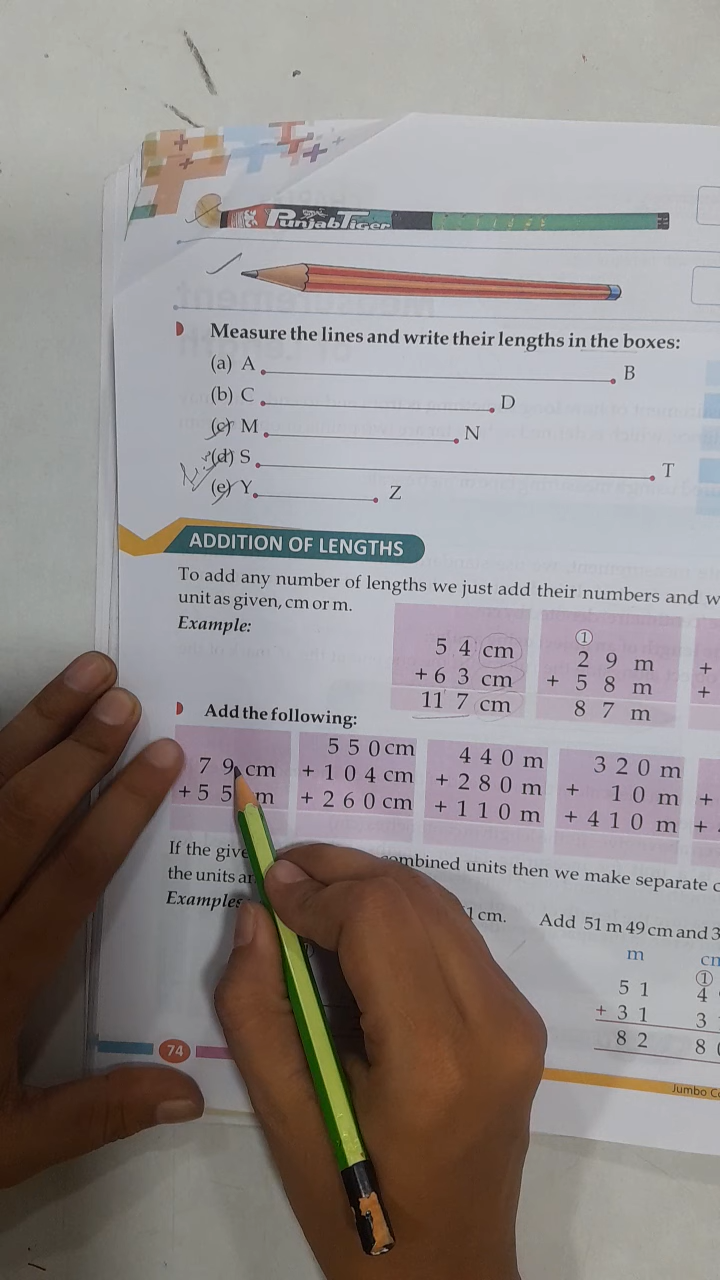 PunjabTiger
Measure the lines and write their lengths in the boxes:
(a) A B
(b) C D
(c) M N
(d) S T
(e) Y Z
ADDITION OF LENGTHS
To add any number of lengths we just add their numbers and
unit as given, cm or m.
Example:
5 4 cm
+ 6 3 cm
11 7 cm
1
2 9 m
+ 5 8 m
8 7 m
+
+
Add the following:
7 9 cm
+ 5 5 m
5 5 0 cm
+ 1 0 4 cm
+ 2 6 0 cm
4 4 0 m
+ 2 8 0 m
+ 1 1 0 m
3 2 0 m
+ 1 0 m
+ 4 1 0 m
+
+
If the combined units then we make separate
the units
Examples
1 cm. Add 51 m 49 cm and 3
m
5 1
+ 3 1
8 2
1
4
3
8
74
Jumbo